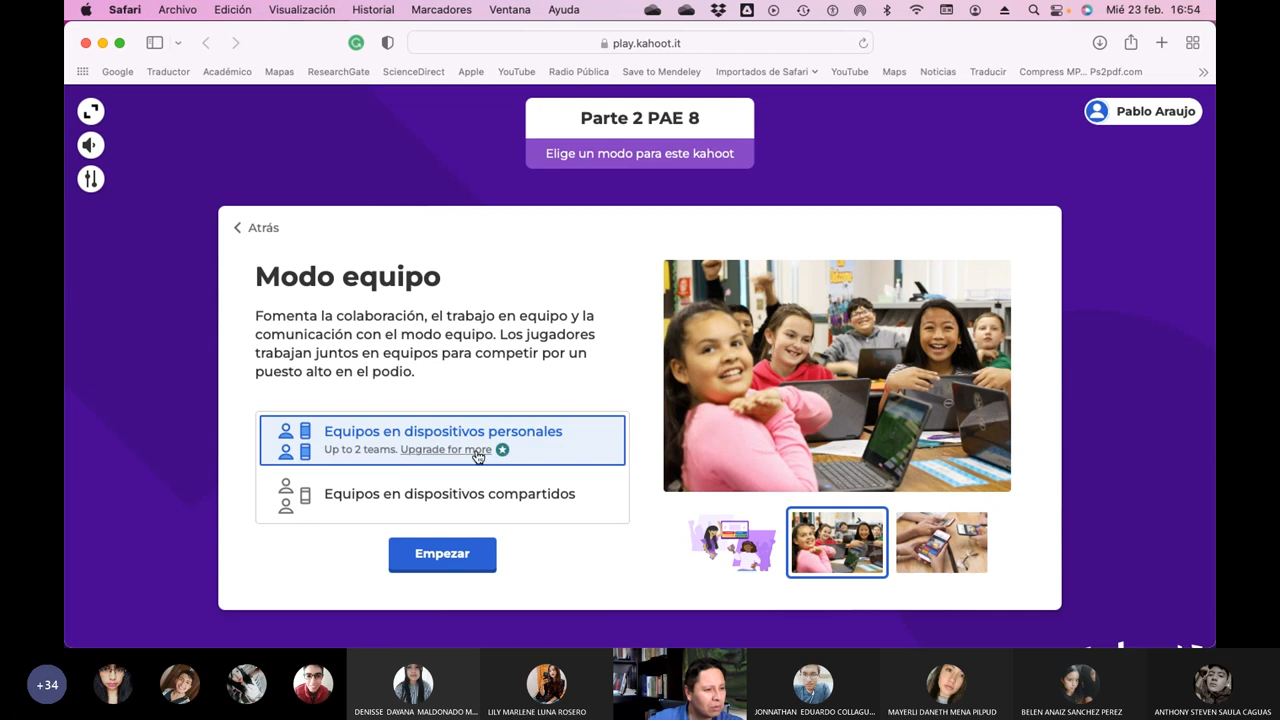 Safari Archivo Edición Visualización Historial Marcadores Ventana Ayuda Mié 23 feb. 16:54
play.kahoot.it
Google Traductor Académico Mapas ResearchGate ScienceDirect Apple YouTube Radio Pública Save to Mendeley Importados de Safari YouTube Maps Noticias Traducir Compress MP... Ps2pdf.com
Parte 2 PAE 8
Elige un modo para este kahoot
Pablo Araujo
Atrás
Modo equipo
Fomenta la colaboración, el trabajo en equipo y la
comunicación con el modo equipo. Los jugadores
trabajan juntos en equipos para competir por un
puesto alto en el podio.
Equipos en dispositivos personales
Up to 2 teams. Upgrade for more
Equipos en dispositivos compartidos
Empezar
+34
DENISSE DAYANA MALDONADO M...
LILY MARLENE LUNA ROSERO
JONNATHAN EDUARDO COLLAGU...
MAYERLI DANETH MENA PILPUD
BELEN ANAIZ SANCHEZ PEREZ
ANTHONY STEVEN SAULA CAGUAS